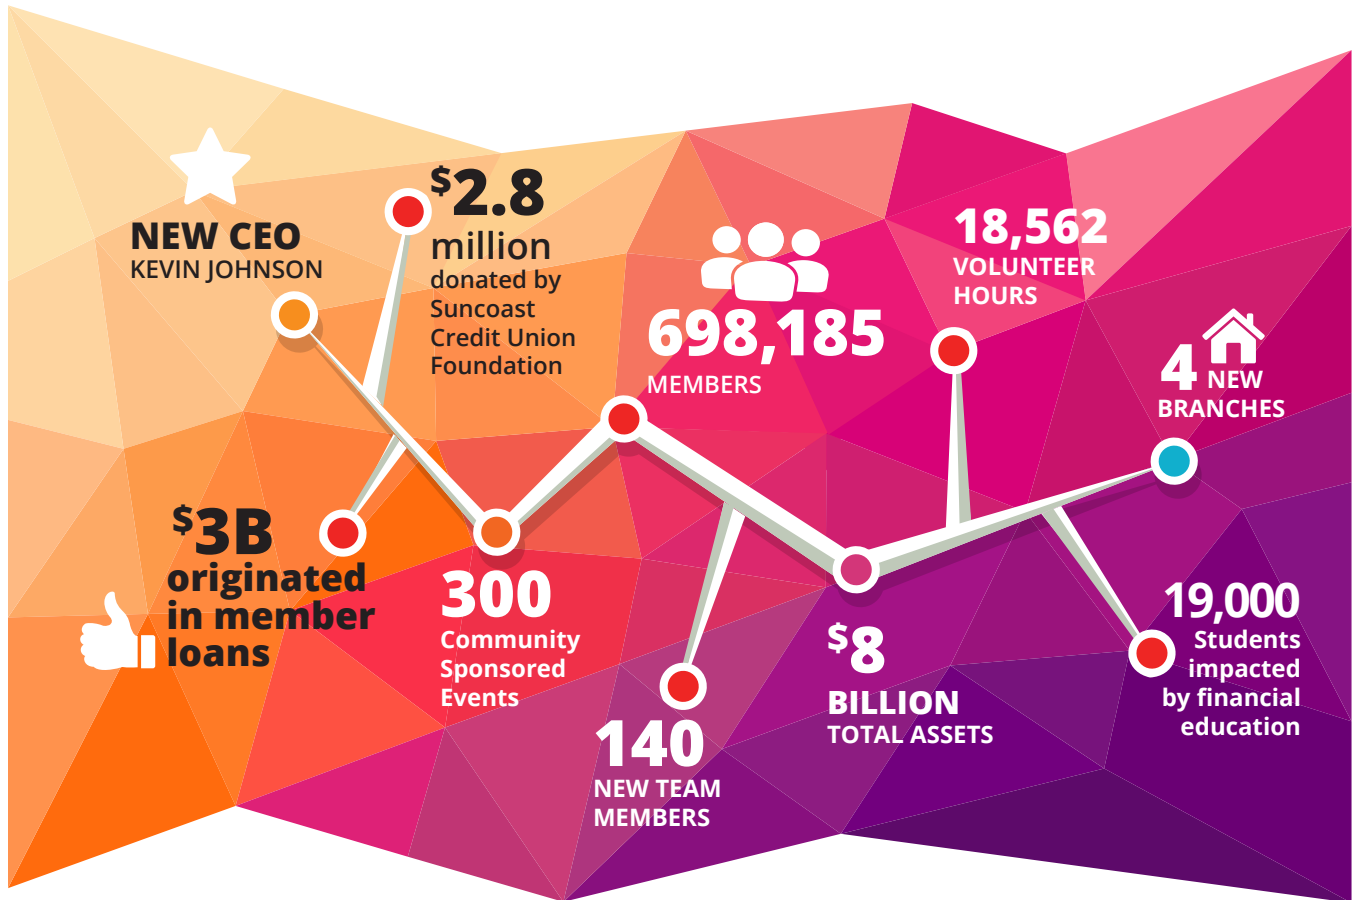 NEW CEO
KEVIN JOHNSON
$2.8
million
donated by
Suncoast
Credit Union
Foundation
698,185
MEMBERS
18,562
VOLUNTEER
HOURS
4 NEW
BRANCHES
$3B
originated
in member
loans
300
Community
Sponsored
Events
140
NEW TEAM
MEMBERS
$8
BILLION
TOTAL ASSETS
19,000
Students
impacted
by financial
education